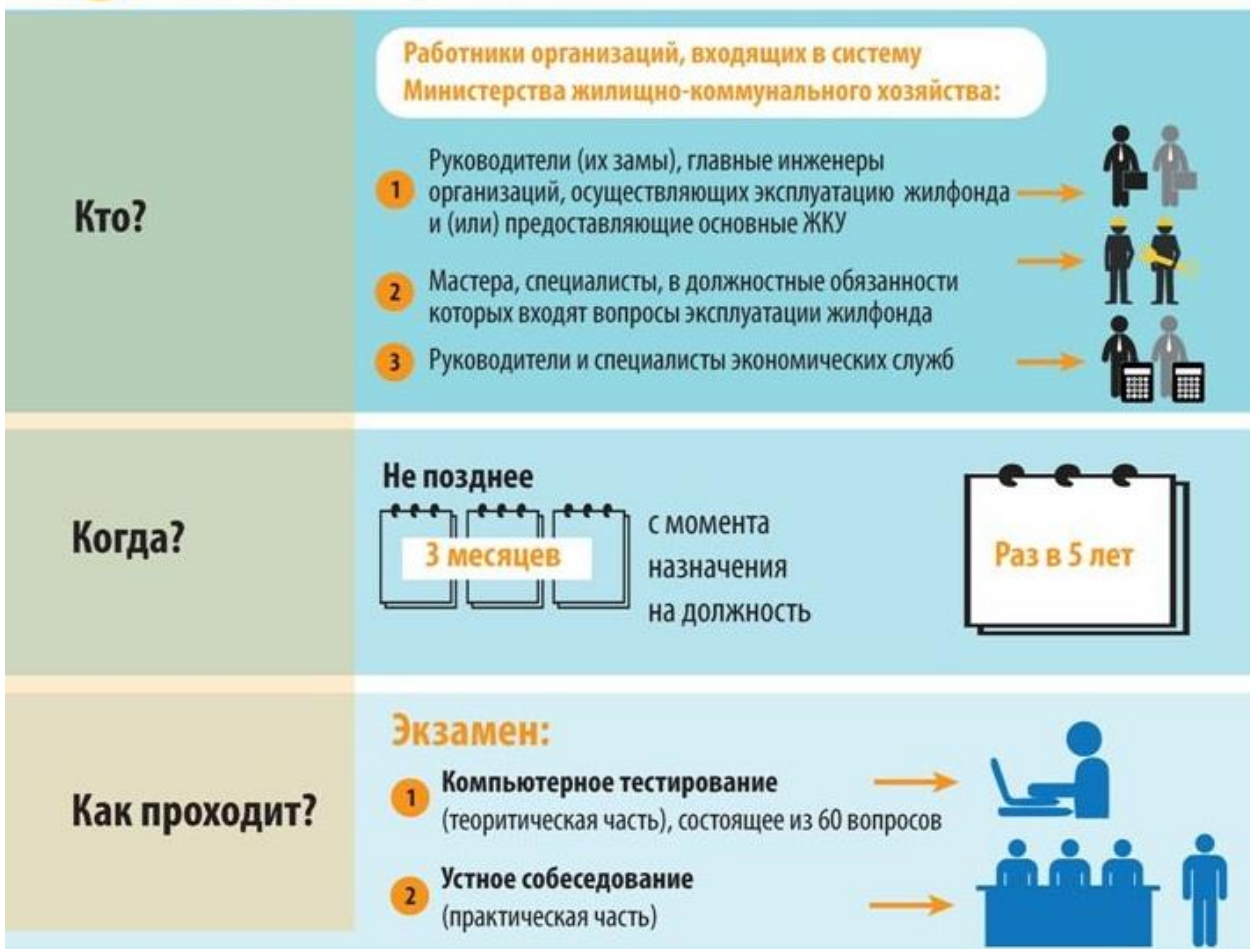 Кто?
Работники организаций, входящих в систему
Министерства жилищно-коммунального хозяйства:
1 Руководители (их замы), главные инженеры
организаций, осуществляющих эксплуатацию жилфонда
и (или) предоставляющие основные ЖКУ
2 Мастера, специалисты, в должностные обязанности
которых входят вопросы эксплуатации жилфонда
3 Руководители и специалисты экономических служб
Когда?
Не позднее
3 месяцев
с момента
назначения
на должность
Раз в 5 лет
Как проходит?
Экзамен:
1 Компьютерное тестирование
(теоритическая часть), состоящее из 60 вопросов
2 Устное собеседование
(практическая часть)